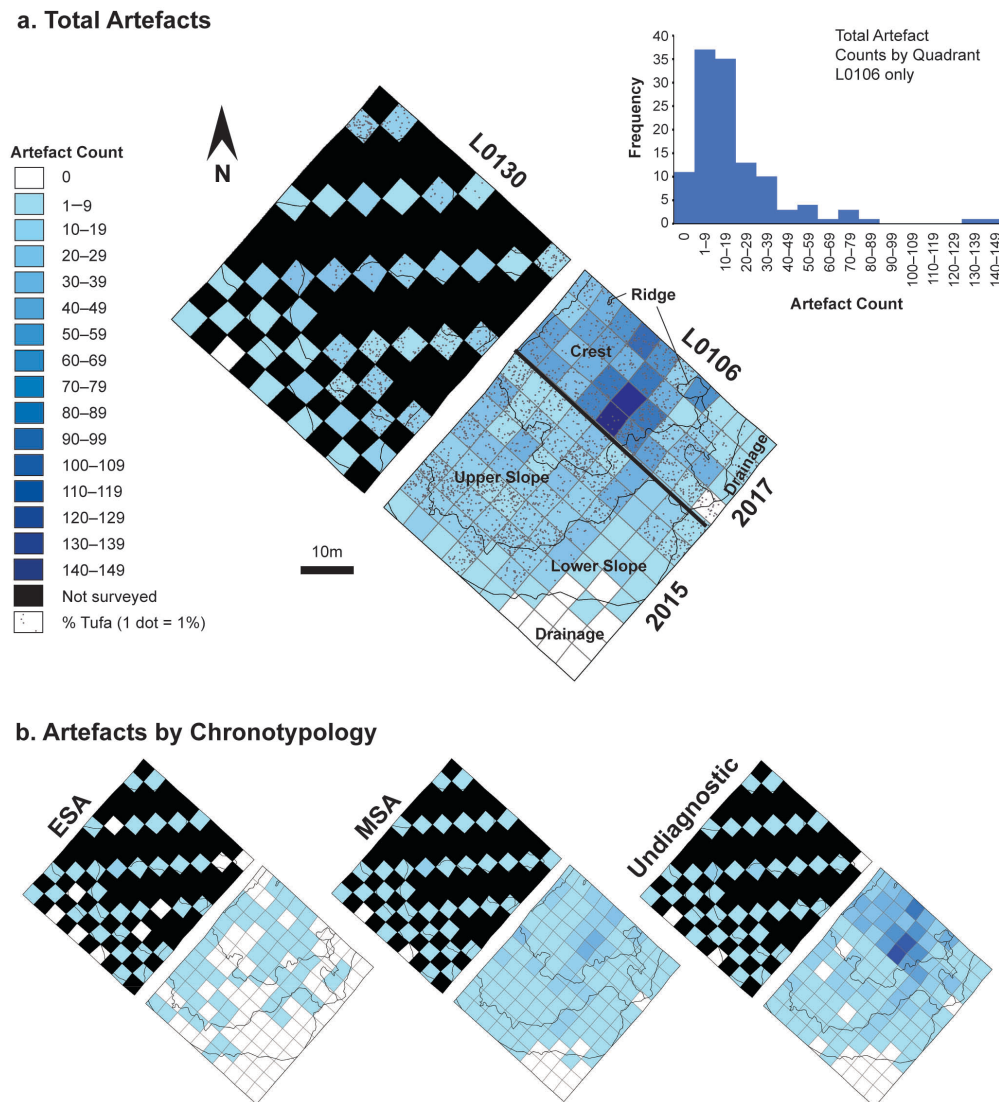 a. Total Artefacts
Total Artefact
Counts by Quadrant
L0106 only
Frequency
40
35
30
25
20
15
10
5
0
0
1–9
10–19
20–29
30–39
40–49
50–59
60–69
70–79
80–89
90–99
100–109
110–119
120–129
130–139
140–149
Artefact Count
N
Artefact Count
0
1–9
10–19
20–29
30–39
40–49
50–59
60–69
70–79
80–89
90–99
100–109
110–119
120–129
130–139
140–149
Not surveyed
% Tufa (1 dot = 1%)
L0130
Ridge
L0106
Crest
Upper Slope
Drainage
2017
10m
Lower Slope
2015
Drainage
b. Artefacts by Chronotypology
ESA
MSA
Undiagnostic